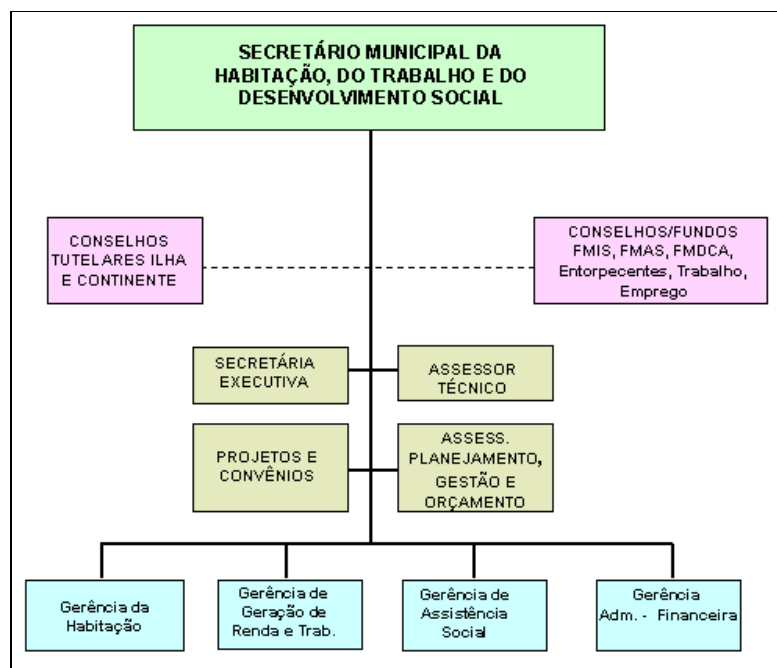 SECRETÁRIO MUNICIPAL DA
HABITAÇÃO, DO TRABALHO E DO
DESENVOLVIMENTO SOCIAL
CONSELHOS
TUTELARES ILHA
E CONTINENTE
CONSELHOS/FUNDOS
FMIS, FMAS, FMDCA,
Entorpecentes, Trabalho,
Emprego
SECRETÁRIA
EXECUTIVA
ASSESSOR
TÉCNICO
PROJETOS E
CONVÊNIOS
ASSESS.
PLANEJAMENTO,
GESTÃO E
ORÇAMENTO
Gerência da
Habitação
Gerência de
Geração de
Renda e Trab.
Gerência de
Assistência
Social
Gerência
Adm. - Financeira